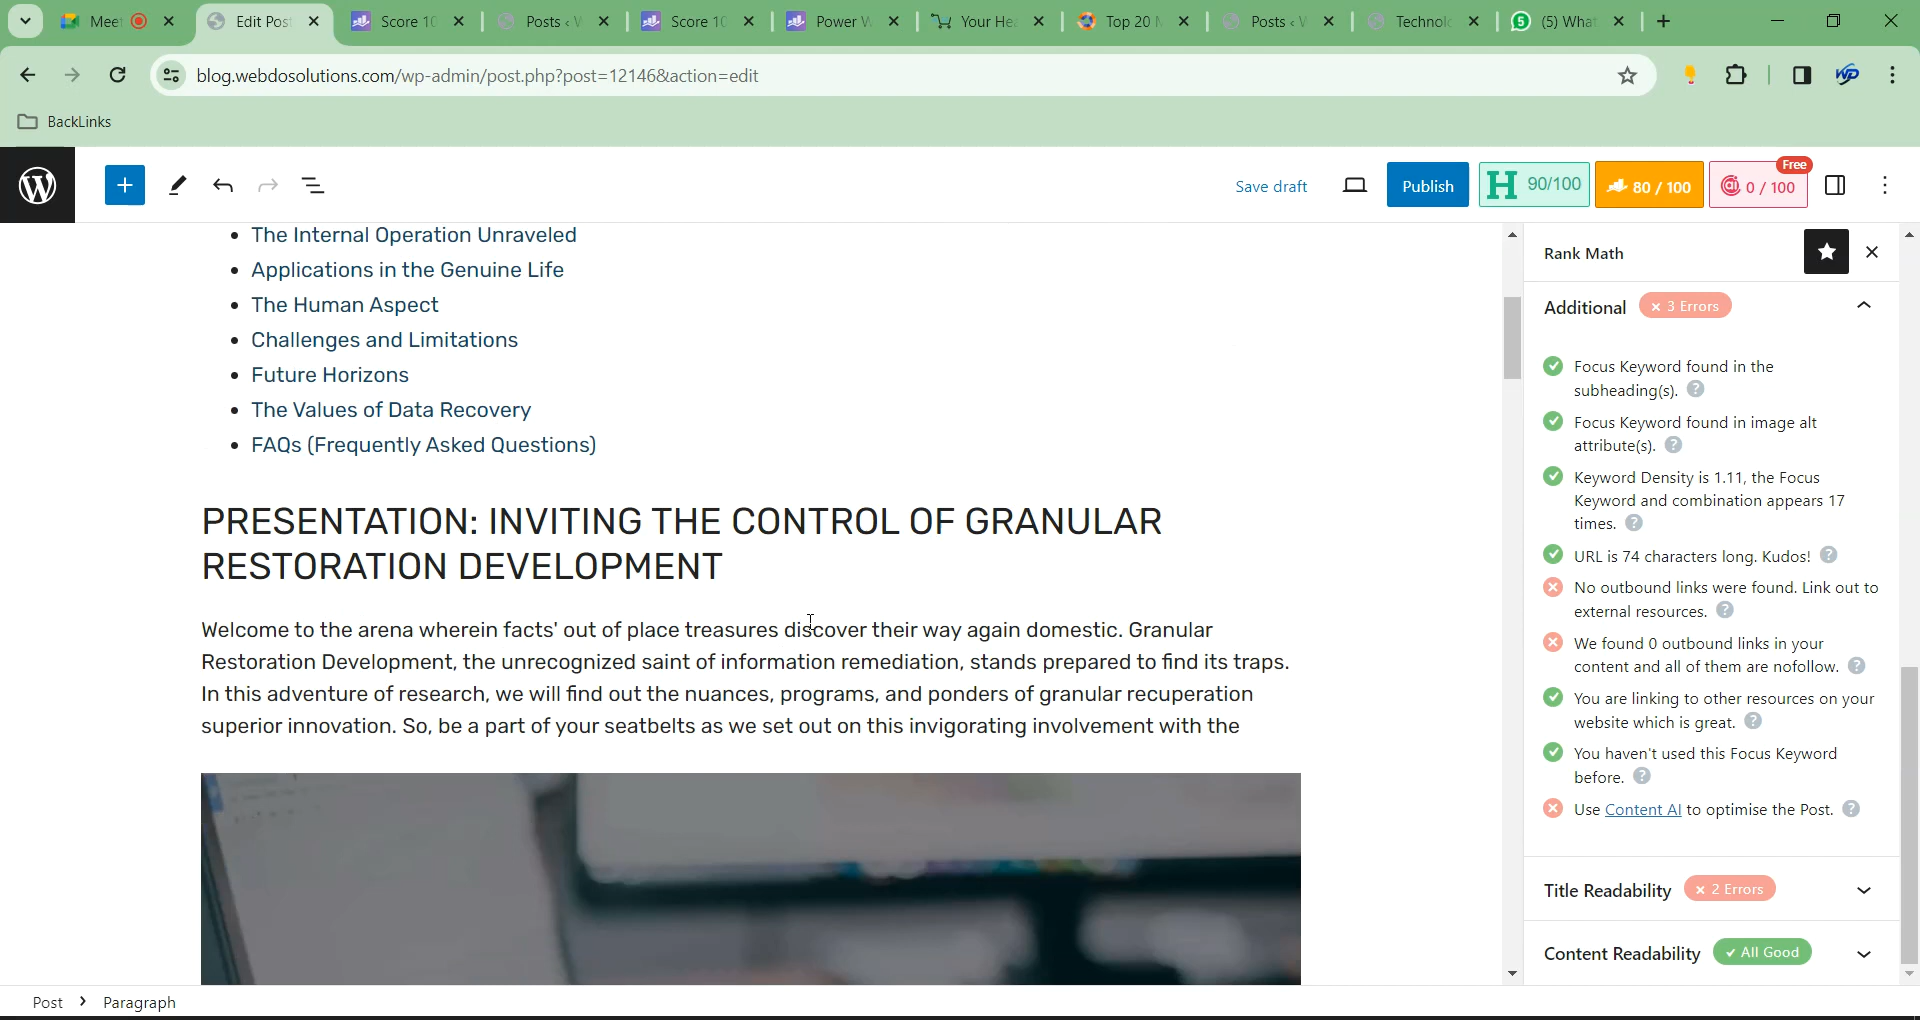 Meet
Edit Pos
Score 10
Posts ‹
Score 10
Power
Your He
Top 20
Posts ‹
Technolo
(5) What
blog.webdosolutions.com/wp-admin/post.php?post=12146&action=edit
BackLinks
Save draft
Publish
H 90/100
80 / 100
Free
0 / 100
The Internal Operation Unraveled
Applications in the Genuine Life
The Human Aspect
Challenges and Limitations
Future Horizons
The Values of Data Recovery
FAQs (Frequently Asked Questions)
PRESENTATION: INVITING THE CONTROL OF GRANULAR
RESTORATION DEVELOPMENT
Welcome to the arena wherein facts' out of place treasures discover their way again domestic. Granular
Restoration Development, the unrecognized saint of information remediation, stands prepared to find its traps.
In this adventure of research, we will find out the nuances, programs, and ponders of granular recuperation
superior innovation. So, be a part of your seatbelts as we set out on this invigorating involvement with the
Rank Math
Additional × 3 Errors
Focus Keyword found in the
subheading(s).
Focus Keyword found in image alt
attribute(s).
Keyword Density is 1.11, the Focus
Keyword and combination appears 17
times.
URL is 74 characters long. Kudos!
No outbound links were found. Link out to
external resources.
We found 0 outbound links in your
content and all of them are nofollow.
You are linking to other resources on your
website which is great.
You haven't used this Focus Keyword
before.
Use Content AI to optimise the Post.
Title Readability × 2 Errors
Content Readability ✓ All Good
Post › Paragraph